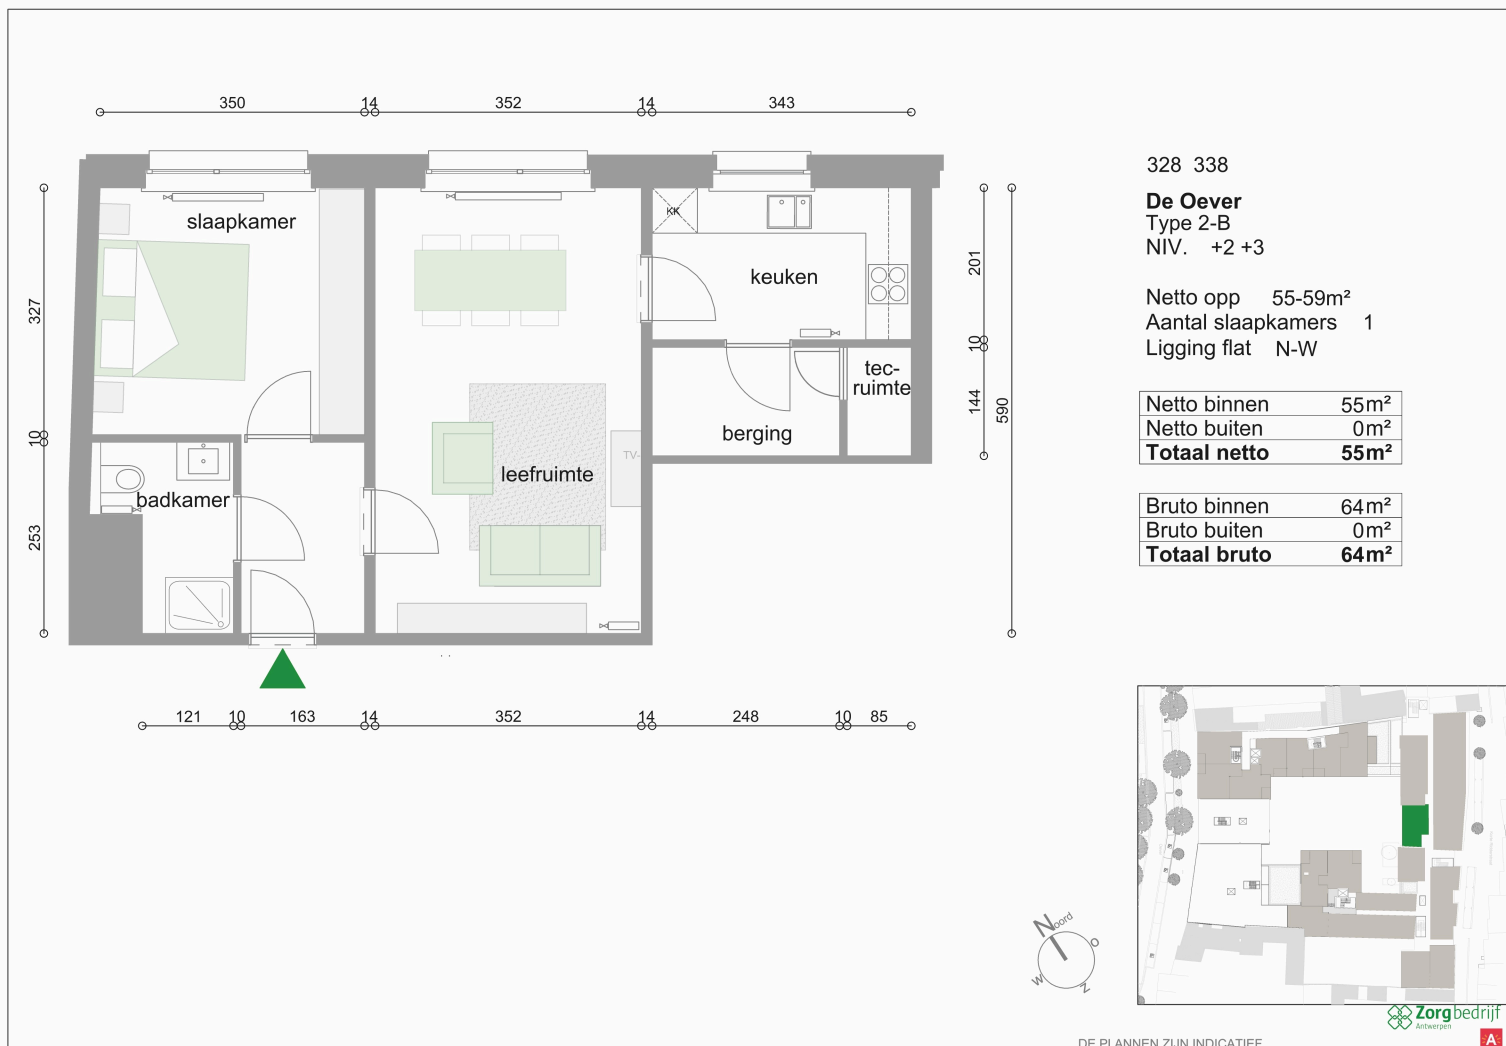 350 14 352 14 343
328 338
De Oever
Type 2-B
NIV. +2 +3
Netto opp 55-59m²
Aantal slaapkamers 1
Ligging flat N-W
Netto binnen 55m²
Netto buiten 0m²
Totaal netto 55m²
Bruto binnen 64m²
Bruto buiten 0m²
Totaal bruto 64m²
slaapkamer
KK
keuken
tec-
ruimte
berging
leefruimte
TV-
badkamer
327
10
253
201
10
144
590
121 10 163 14 352 14 248 10 85
Noord
O
W
Z
Zorgbedrijf
Antwerpen
A
DE PLANNEN ZIJN INDICATIEF